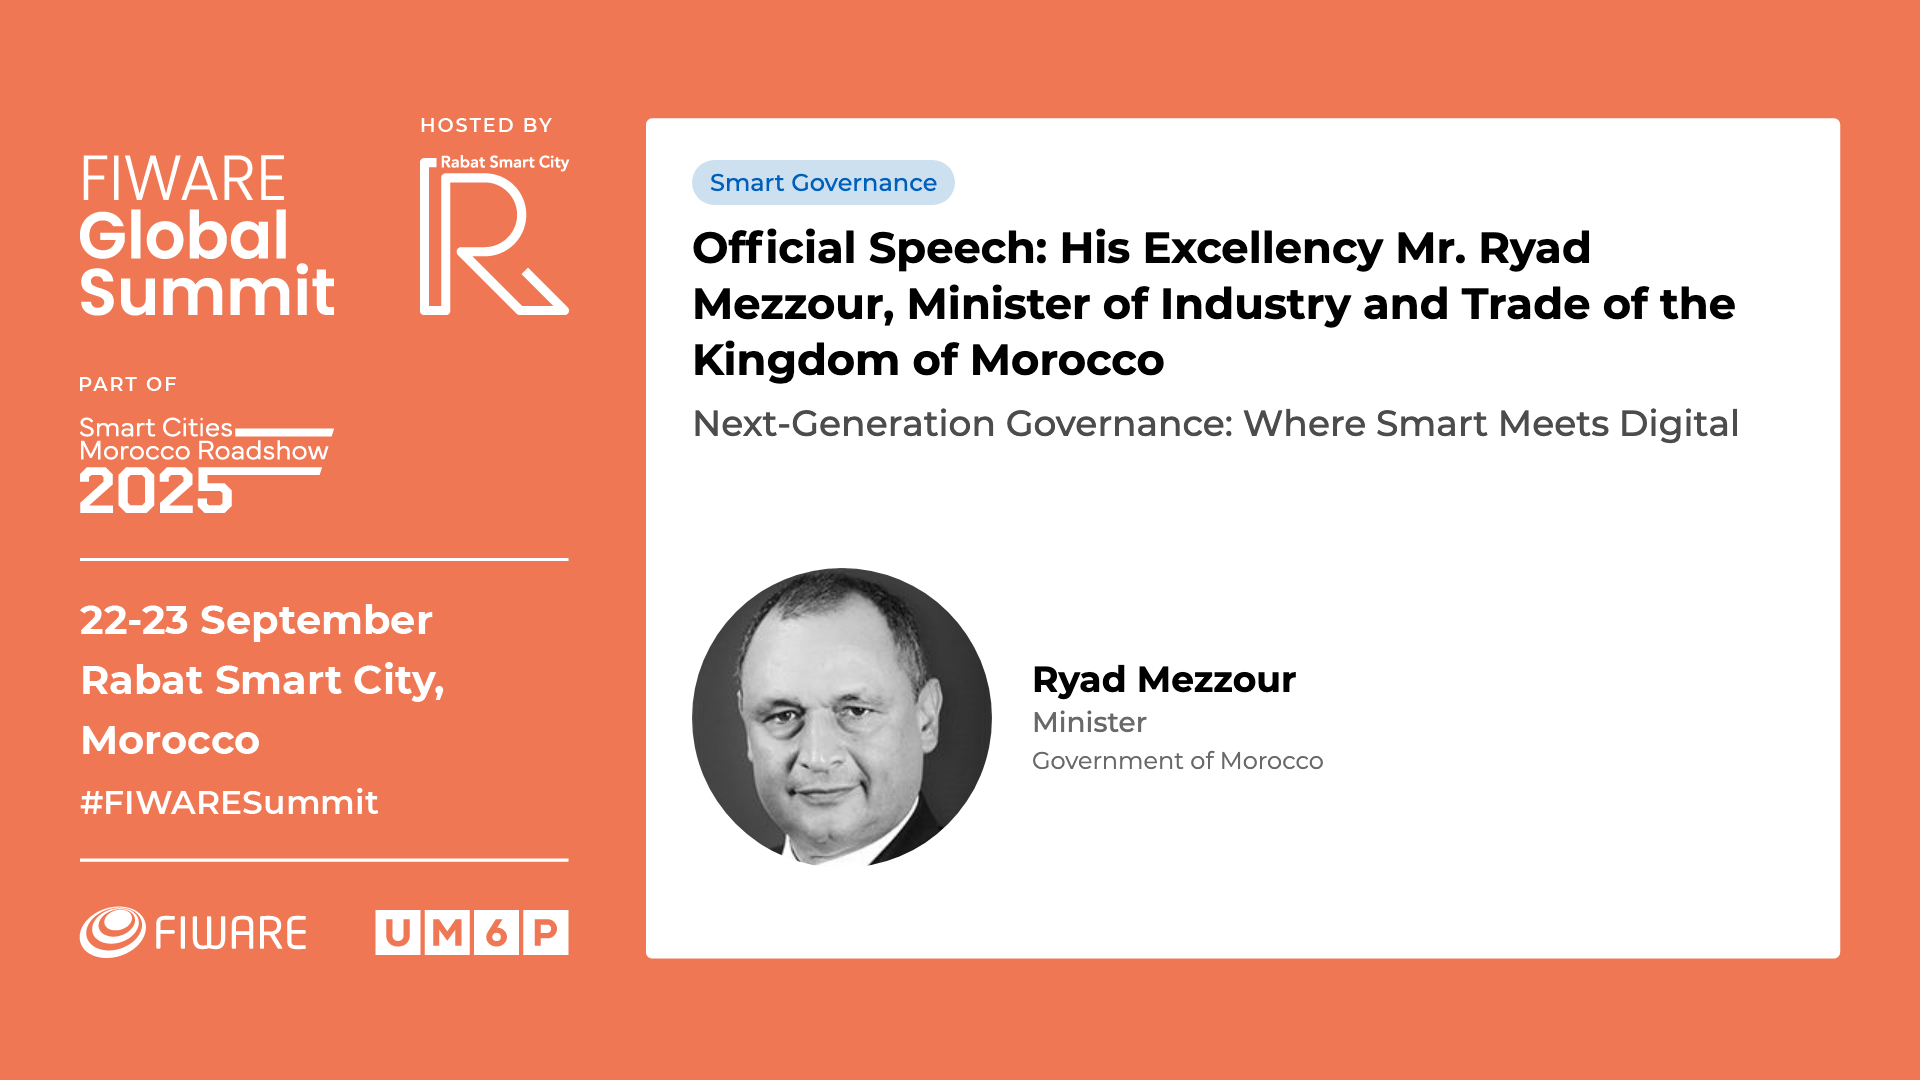 FIWARE
Global
Summit
HOSTED BY
Rabat Smart City
R
PART OF
Smart Cities
Morocco Roadshow
2025
22-23 September
Rabat Smart City,
Morocco
#FIWARESummit
FIWARE
UM6P
Smart Governance
Official Speech: His Excellency Mr. Ryad
Mezzour, Minister of Industry and Trade of the
Kingdom of Morocco
Next-Generation Governance: Where Smart Meets Digital
Ryad Mezzour
Minister
Government of Morocco